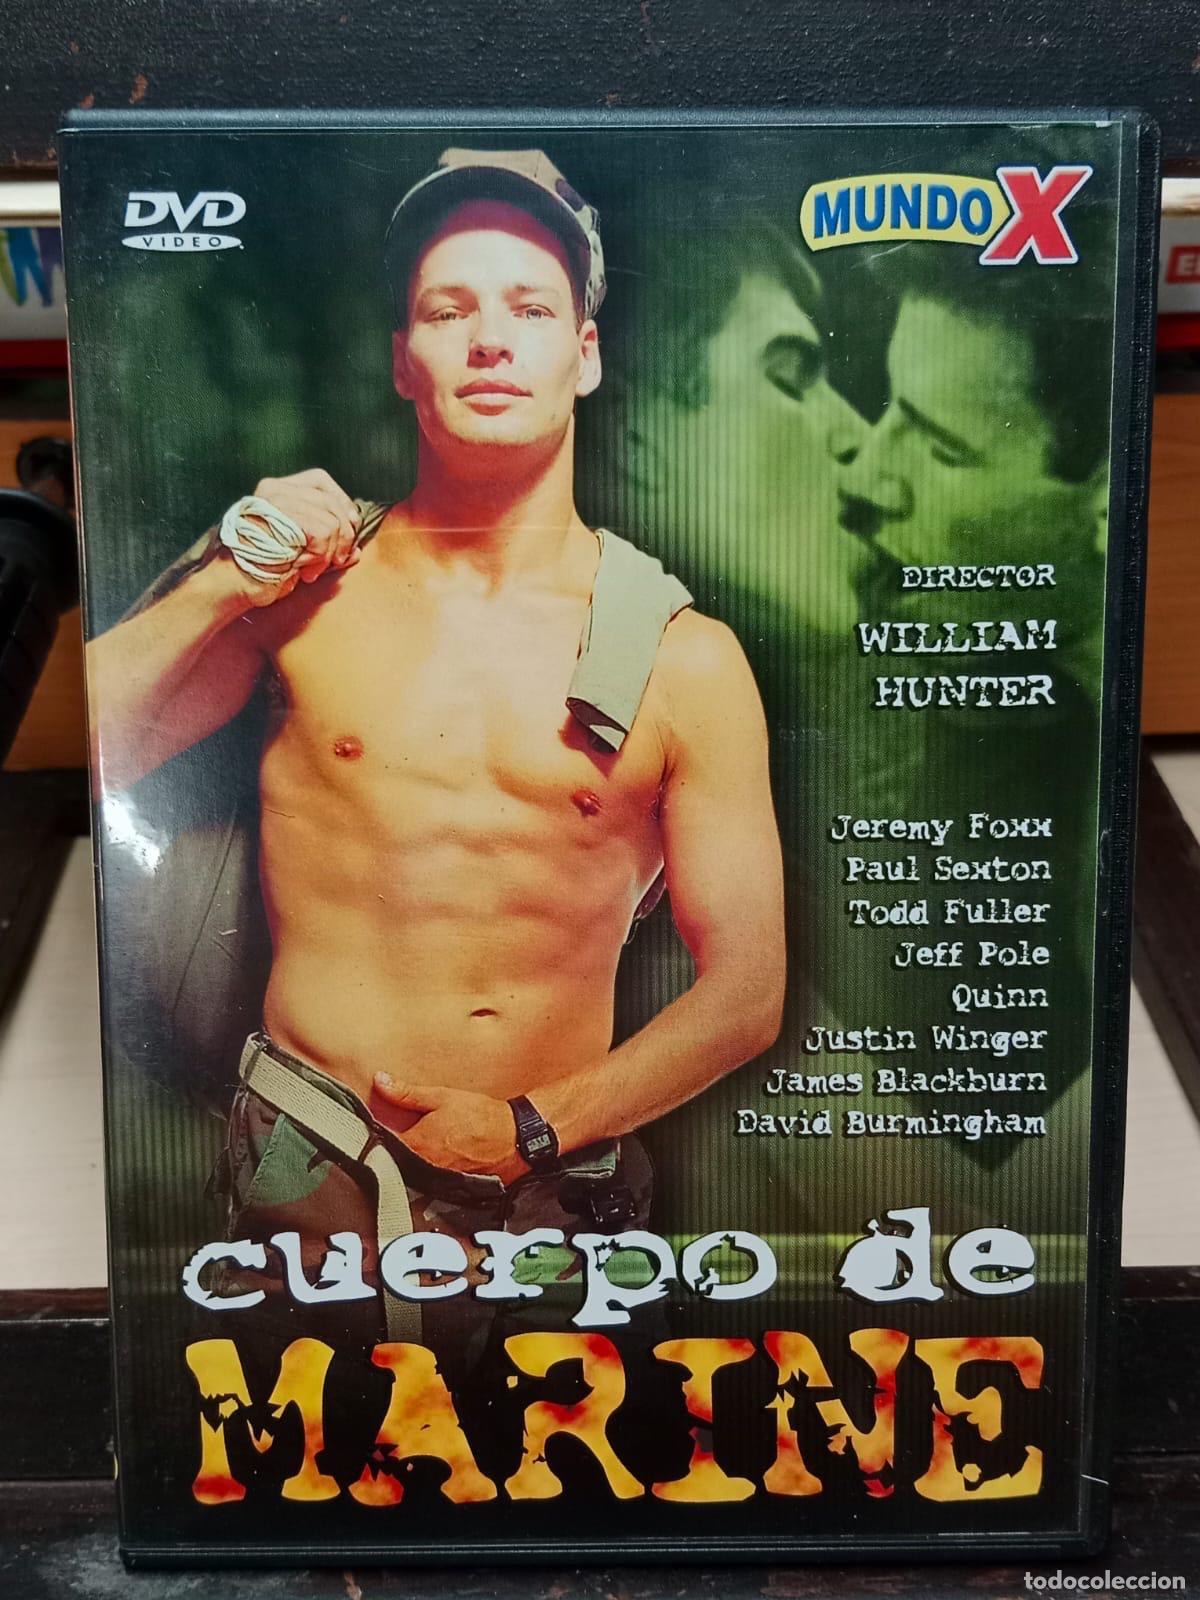 DVD
VIDEO
MUNDO X
DIRECTOR
WILLIAM
HUNTER
Jeremy Foxx
Paul Sexton
Todd Fuller
Jeff Pole
Quinn
Justin Winger
James Blackburn
David Burmingham
cuerpo de
MARINE
todocoleccion